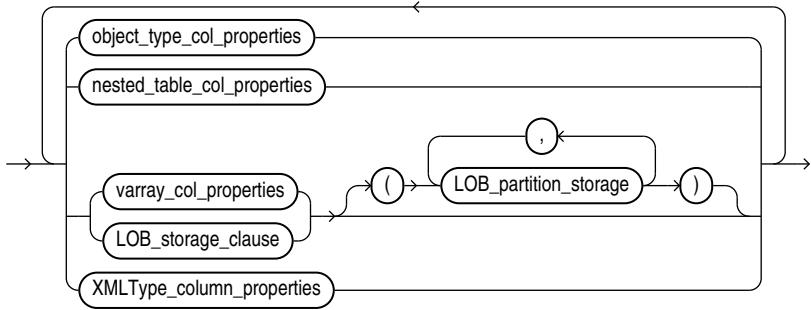 object_type_col_properties
nested_table_col_properties
,
varray_col_properties ( LOB_partition_storage )
LOB_storage_clause
XMLType_column_properties